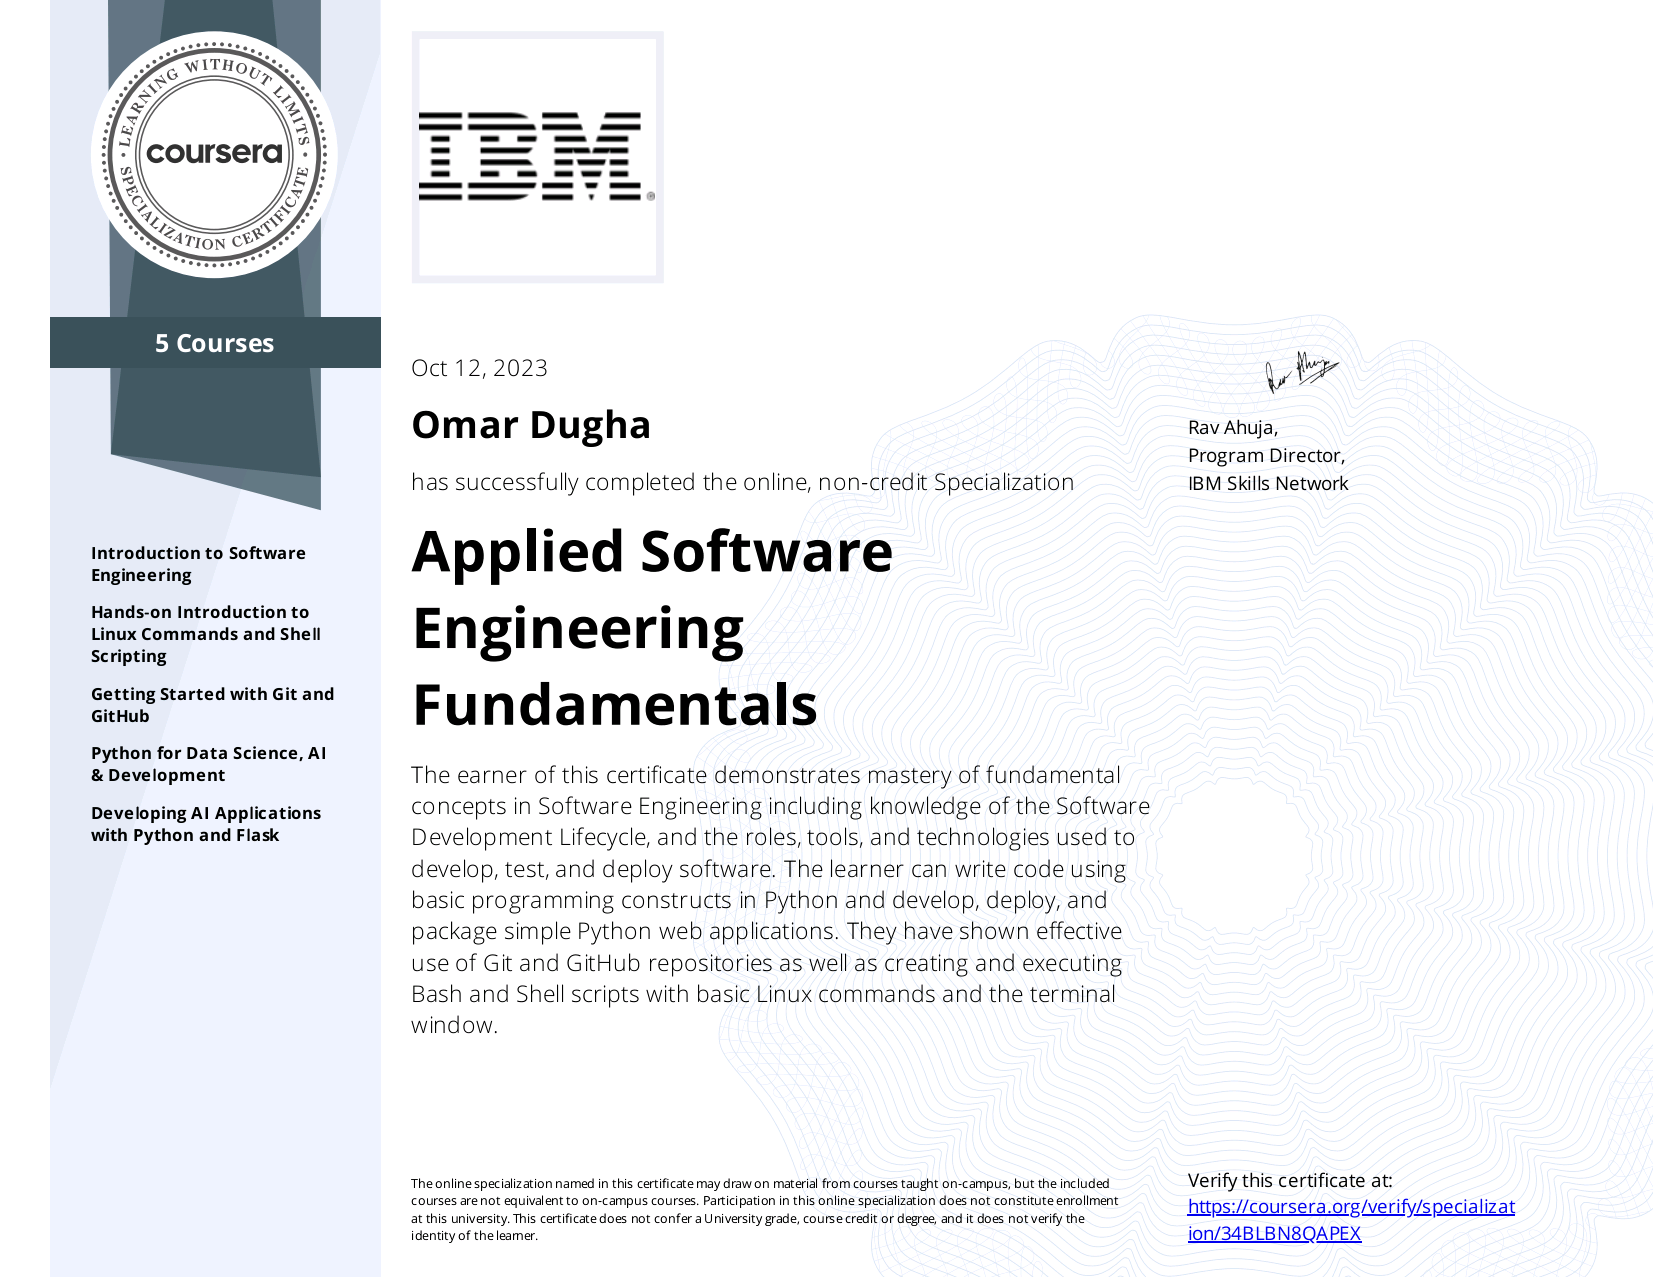 LEARNING WITHOUT LIMITS
coursera
SPECIALIZATION CERTIFICATE
IBM
5 Courses
Introduction to Software
Engineering
Hands-on Introduction to
Linux Commands and Shell
Scripting
Getting Started with Git and
GitHub
Python for Data Science, AI
& Development
Developing AI Applications
with Python and Flask
Oct 12, 2023
Omar Dugha
has successfully completed the online, non-credit Specialization
Applied Software
Engineering
Fundamentals
The earner of this certificate demonstrates mastery of fundamental
concepts in Software Engineering including knowledge of the Software
Development Lifecycle, and the roles, tools, and technologies used to
develop, test, and deploy software. The learner can write code using
basic programming constructs in Python and develop, deploy, and
package simple Python web applications. They have shown effective
use of Git and GitHub repositories as well as creating and executing
Bash and Shell scripts with basic Linux commands and the terminal
window.
Rav Ahuja
Rav Ahuja,
Program Director,
IBM Skills Network
The online specialization named in this certificate may draw on material from courses taught on-campus, but the included
courses are not equivalent to on-campus courses. Participation in this online specialization does not constitute enrollment
at this university. This certificate does not confer a University grade, course credit or degree, and it does not verify the
identity of the learner.
Verify this certificate at:
https://coursera.org/verify/specializat
ion/34BLBN8QAPEX